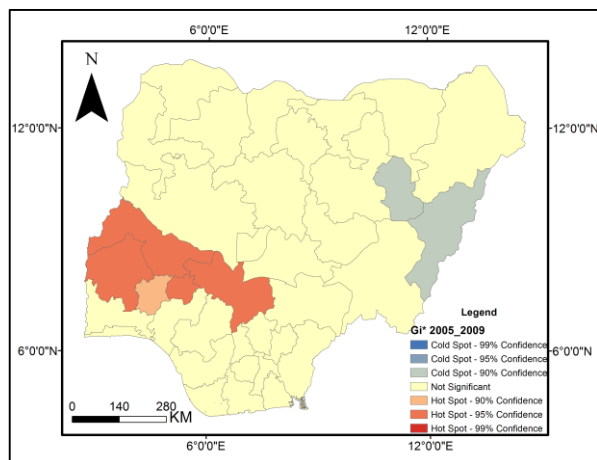 6°0'0"E 12°0'0"E
N
12°0'0"N 12°0'0"N
Legend
Gi* 2005_2009
Cold Spot - 99% Confidence
Cold Spot - 95% Confidence
6°0'0"N 6°0'0"N
Cold Spot - 90% Confidence
Not Significant
Hot Spot - 90% Confidence
0 140 280
Hot Spot - 95% Confidence
KM
Hot Spot - 99% Confidence
6°0'0"E 12°0'0"E